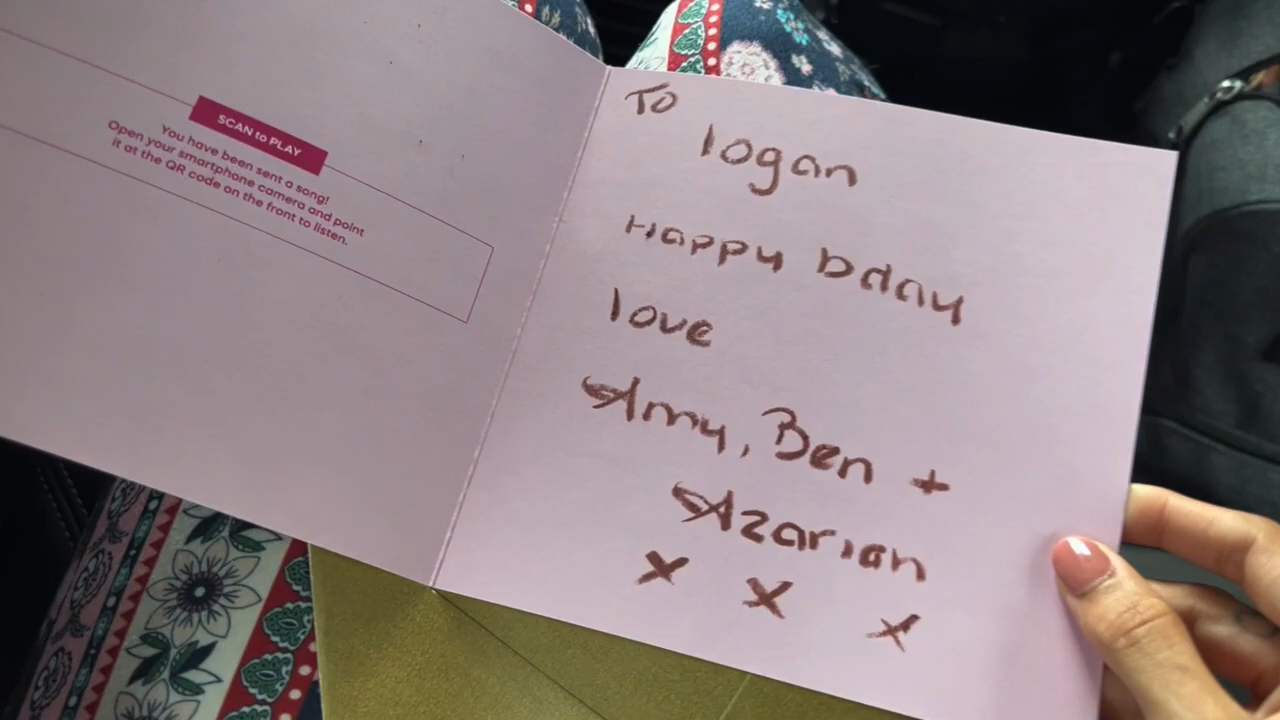 SCAN to PLAY
You have been sent a song!
Open your smartphone camera and point
it at the QR code on the front to listen.
TO
logan
Happy bday
love
Amy, Ben +
Azarian
x x x